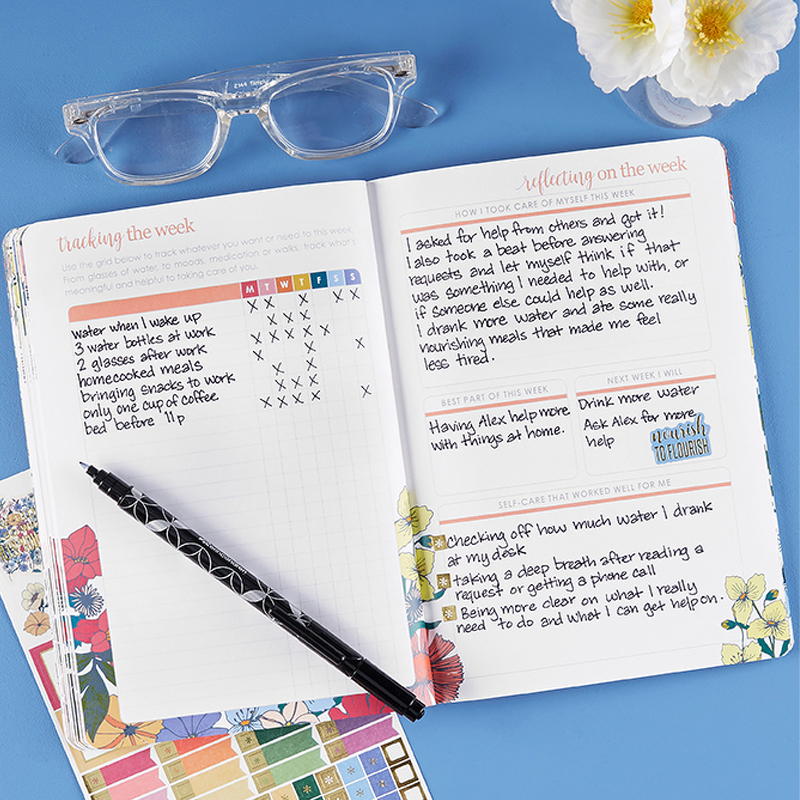 tracking the week
Use the grid below to track whatever you want or need to this week.
From glasses of water, to moods, medication or walks, track what's
meaningful and helpful to taking care of you.
M T W T F S S
Water when I wake up
3 water bottles at work
2 glasses after work
homecooked meals
bringing snacks to work
only one cup of coffee
bed before 11p
reflecting on the week
HOW I TOOK CARE OF MYSELF THIS WEEK
I asked for help from others and got it!
I also took a beat before answering
requests and let myself think if that
was something I needed to help with, or
if someone else could help as well.
I drank more water and ate some really
nourishing meals that made me feel
less tired.
BEST PART OF THIS WEEK
Having Alex help more
with things at home.
NEXT WEEK I WILL
Drink more water
Ask Alex for more
help
nourish
TO FLOURISH
SELF-CARE THAT WORKED WELL FOR ME
Checking off how much water I drank
at my desk
taking a deep breath after reading a
request or getting a phone call
Being more clear on what I really
need to do and what I can get help on.